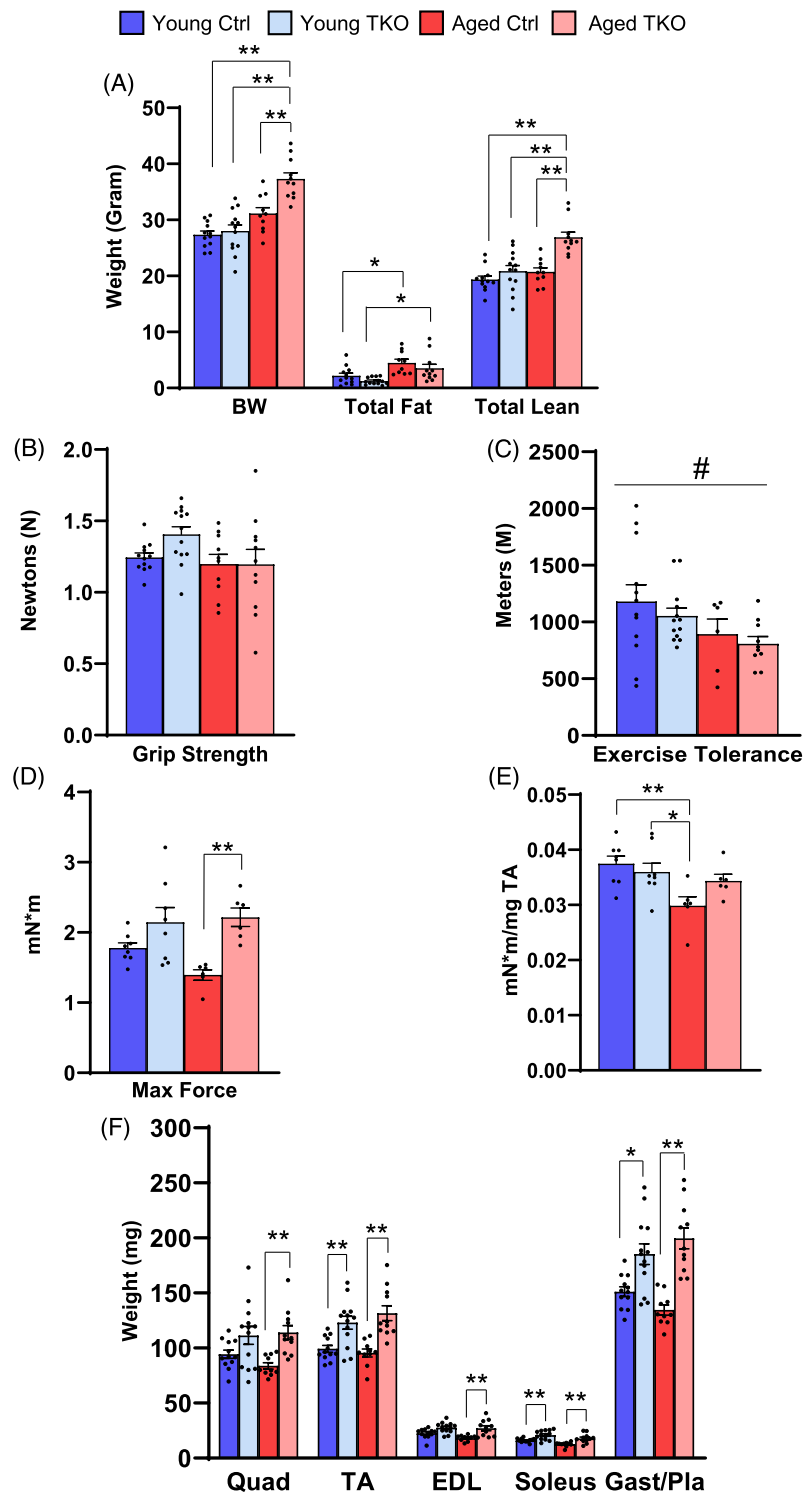 Young Ctrl Young TKO Aged Ctrl Aged TKO
(A)
Weight (Gram)
50
40
30
20
10
0
** ** **
* *
** ** **
BW Total Fat Total Lean
(B)
Newtons (N)
2.0
1.5
1.0
0.5
0.0
Grip Strength
(C)
Meters (M)
2500
2000
1500
1000
500
0
#
Exercise Tolerance
(D)
mN*m
4
3
2
1
0
**
Max Force
(E)
mN*m/mg TA
0.05
0.04
0.03
0.02
0.01
0.00
**
*
(F)
Weight (mg)
300
250
200
150
100
50
0
** ** ** ** ** ** * **
Quad TA EDL Soleus Gast/Pla